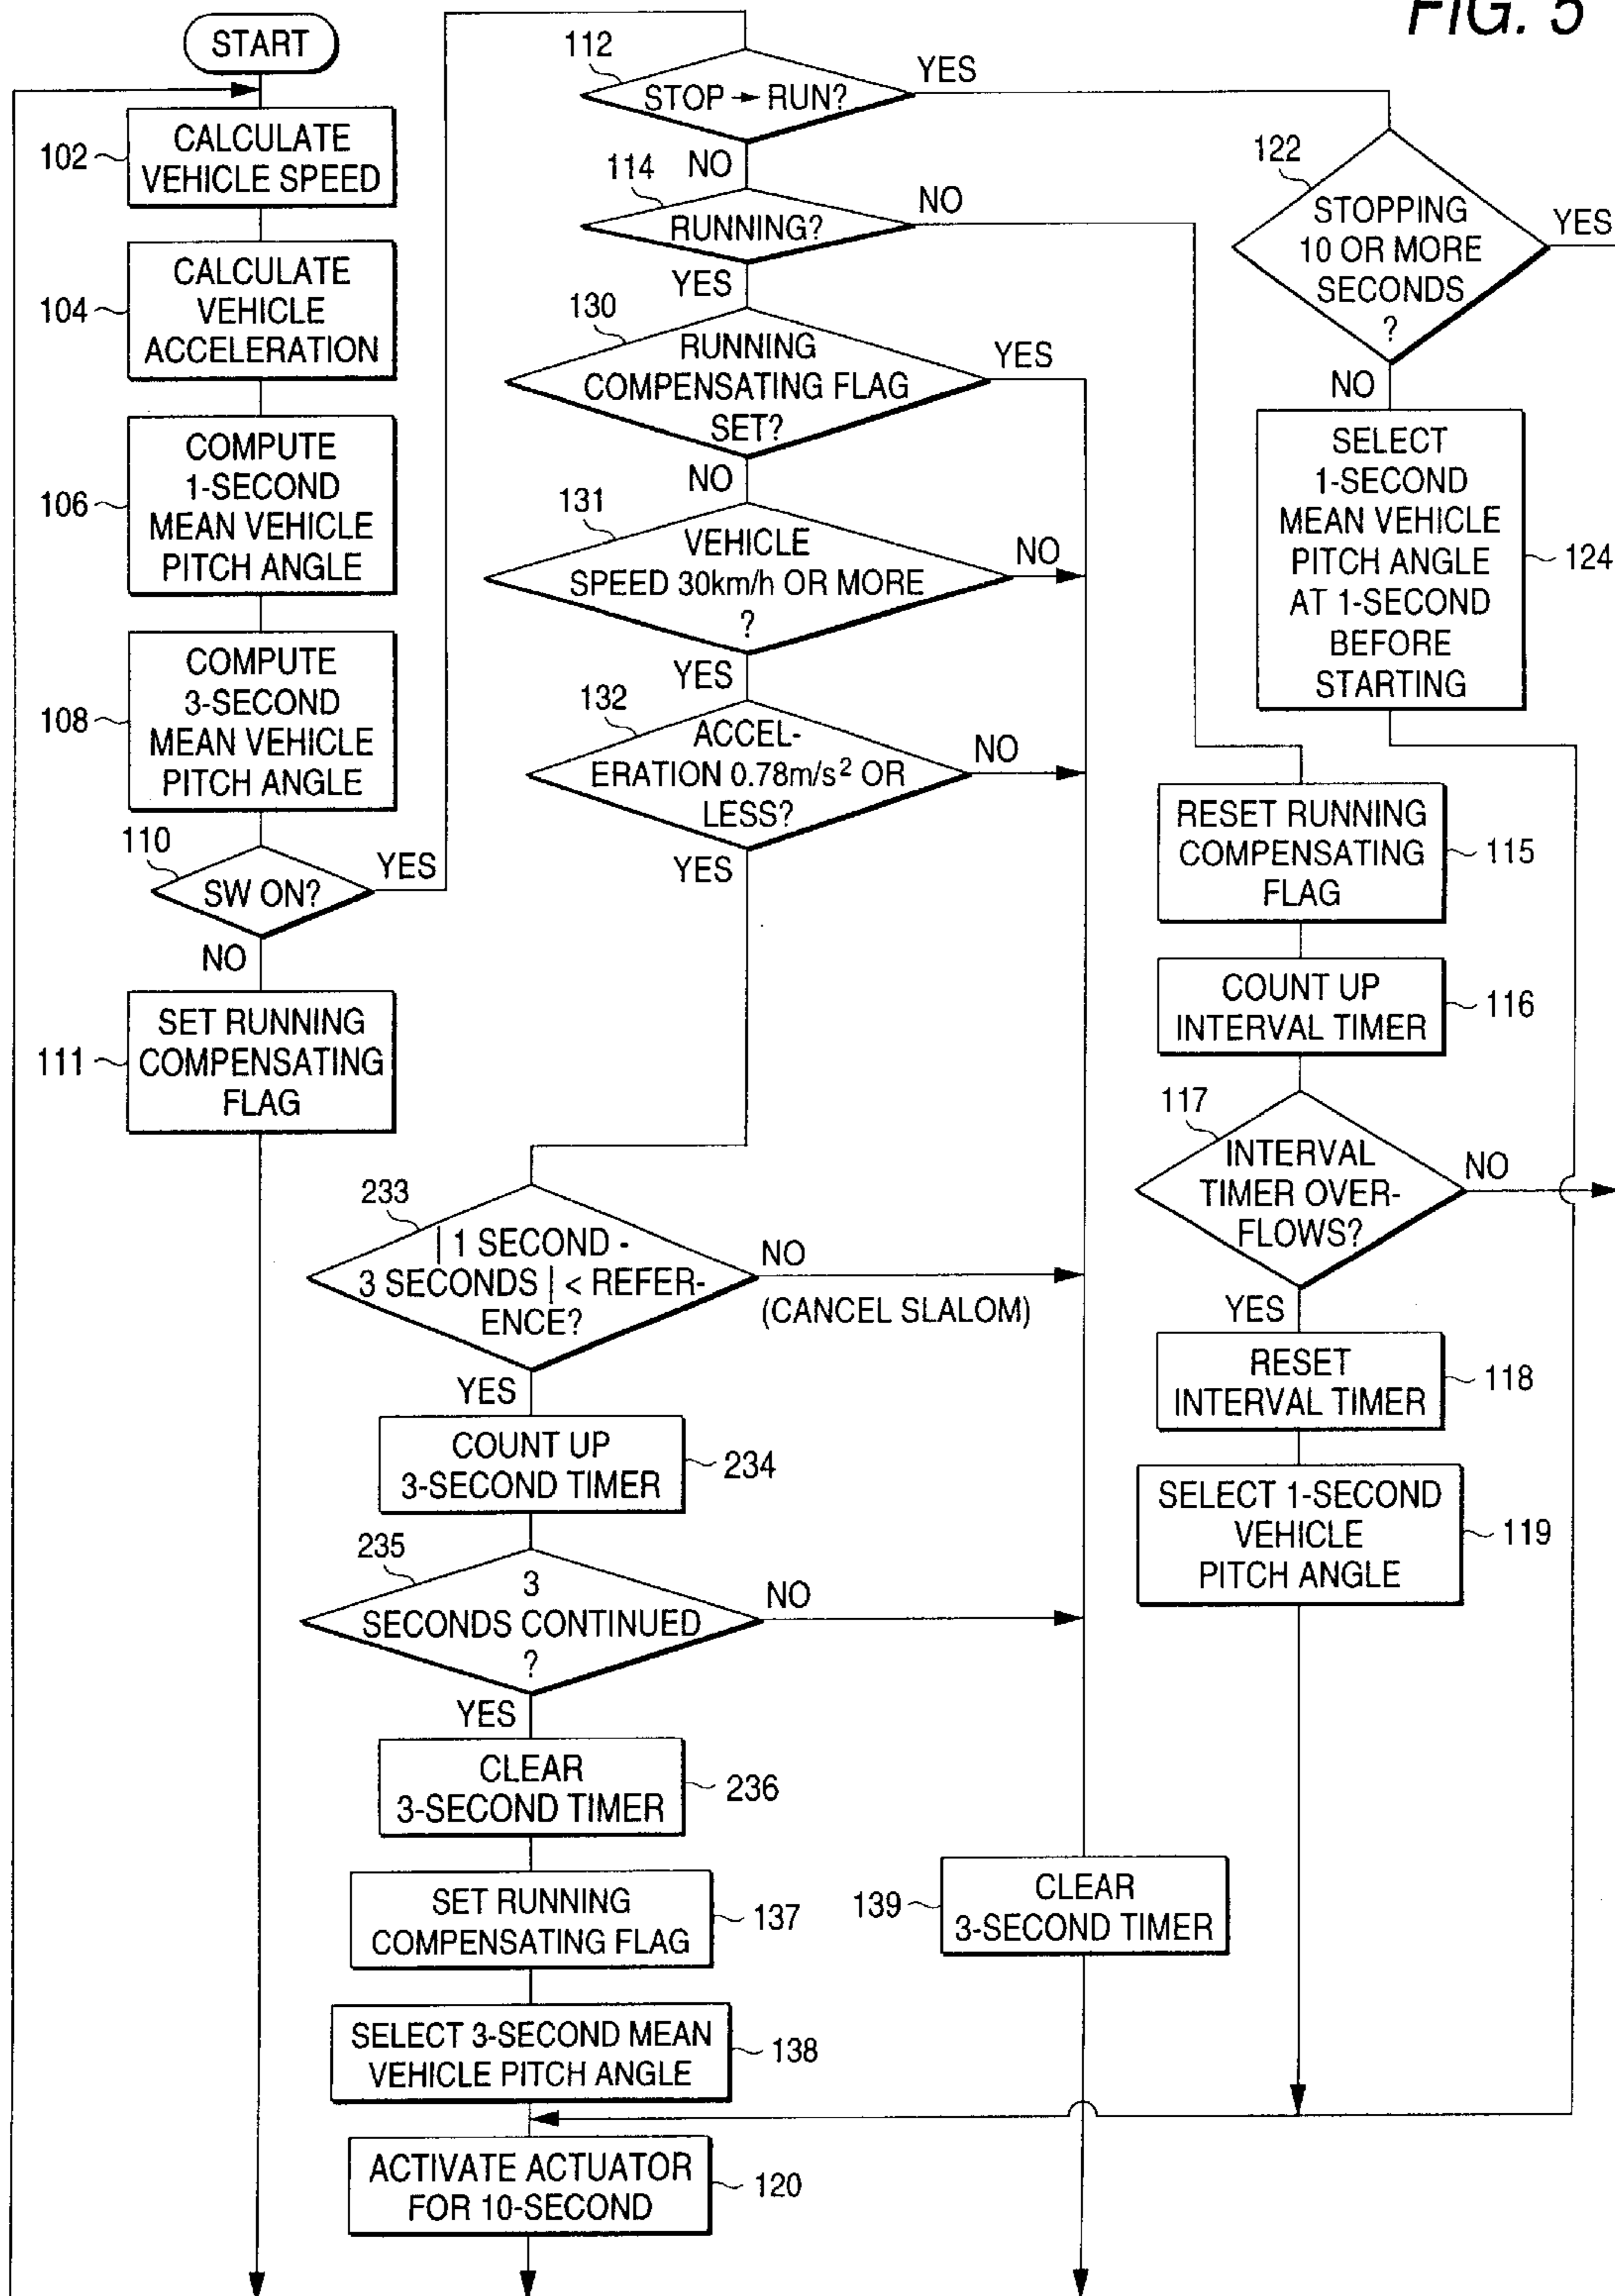 FIG. 5
START
102
CALCULATE
VEHICLE SPEED
104
CALCULATE
VEHICLE
ACCELERATION
106
COMPUTE
1-SECOND
MEAN VEHICLE
PITCH ANGLE
108
COMPUTE
3-SECOND
MEAN VEHICLE
PITCH ANGLE
110
SW ON?
YES
NO
111
SET RUNNING
COMPENSATING
FLAG
112
STOP → RUN?
YES
NO
114
RUNNING?
NO
YES
130
RUNNING
COMPENSATING FLAG
SET?
YES
NO
131
VEHICLE
SPEED 30km/h OR MORE
?
NO
YES
132
ACCEL-
ERATION 0.78m/s² OR
LESS?
NO
YES
233
| 1 SECOND -
3 SECONDS | < REFER-
ENCE?
NO
(CANCEL SLALOM)
YES
COUNT UP
3-SECOND TIMER
234
235
3
SECONDS CONTINUED
?
NO
YES
CLEAR
3-SECOND TIMER
236
SET RUNNING
COMPENSATING FLAG
137
SELECT 3-SECOND MEAN
VEHICLE PITCH ANGLE
138
ACTIVATE ACTUATOR
FOR 10-SECOND
120
139
CLEAR
3-SECOND TIMER
122
STOPPING
10 OR MORE
SECONDS
?
YES
NO
SELECT
1-SECOND
MEAN VEHICLE
PITCH ANGLE
AT 1-SECOND
BEFORE
STARTING
124
RESET RUNNING
COMPENSATING
FLAG
115
COUNT UP
INTERVAL TIMER
116
117
INTERVAL
TIMER OVER-
FLOWS?
NO
YES
RESET
INTERVAL TIMER
118
SELECT 1-SECOND
VEHICLE
PITCH ANGLE
119